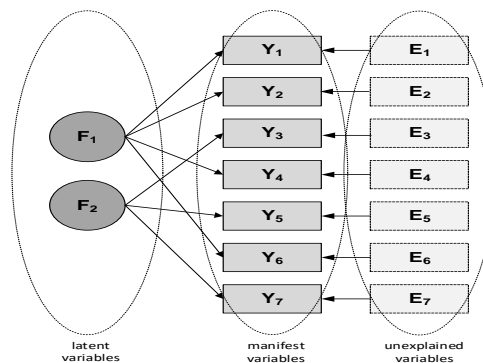 Y1
E1
Y2
E2
F1
Y3
E3
Y4
E4
F2
Y5
E5
Y6
E6
Y7
E7
latent
variables
manifest
variables
unexplained
variables